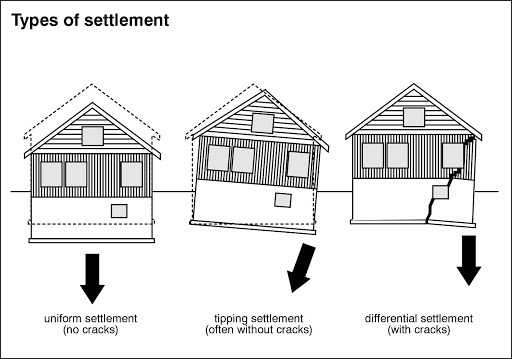 Types of settlement
uniform settlement
(no cracks)
tipping settlement
(often without cracks)
differential settlement
(with cracks)